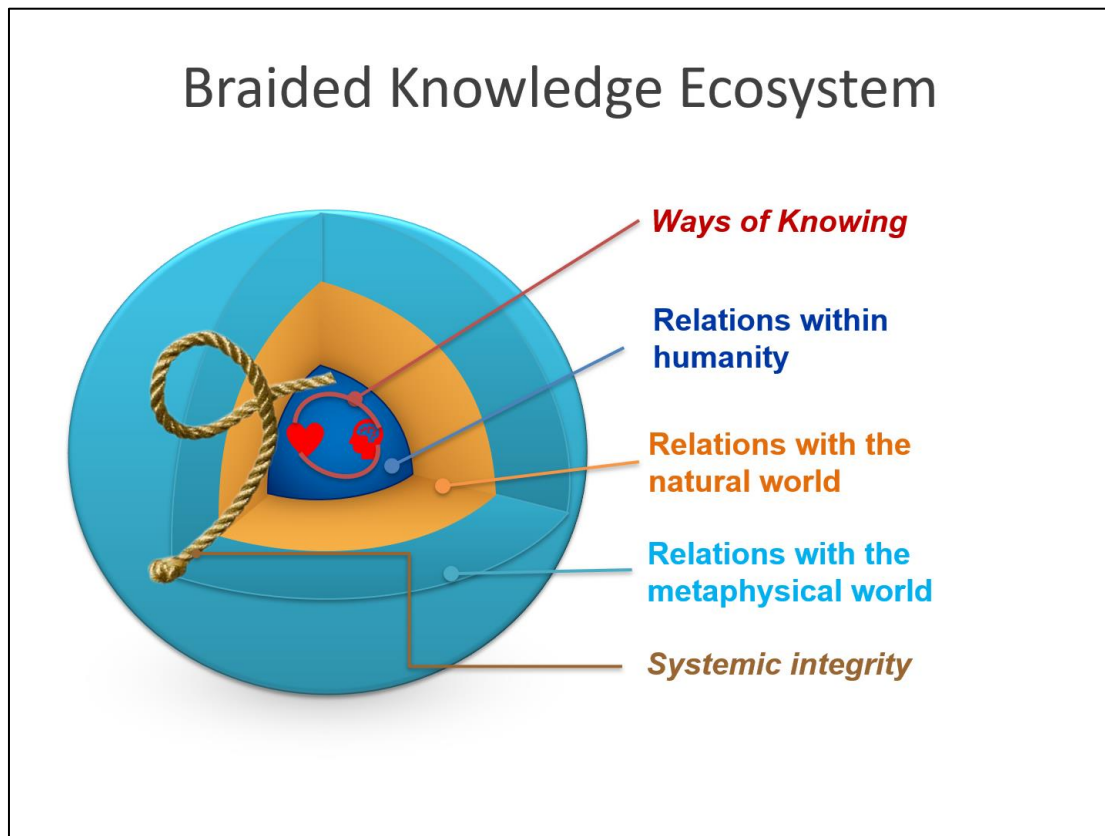 Braided Knowledge Ecosystem
Ways of Knowing
Relations within
humanity
Relations with the
natural world
Relations with the
metaphysical world
Systemic integrity